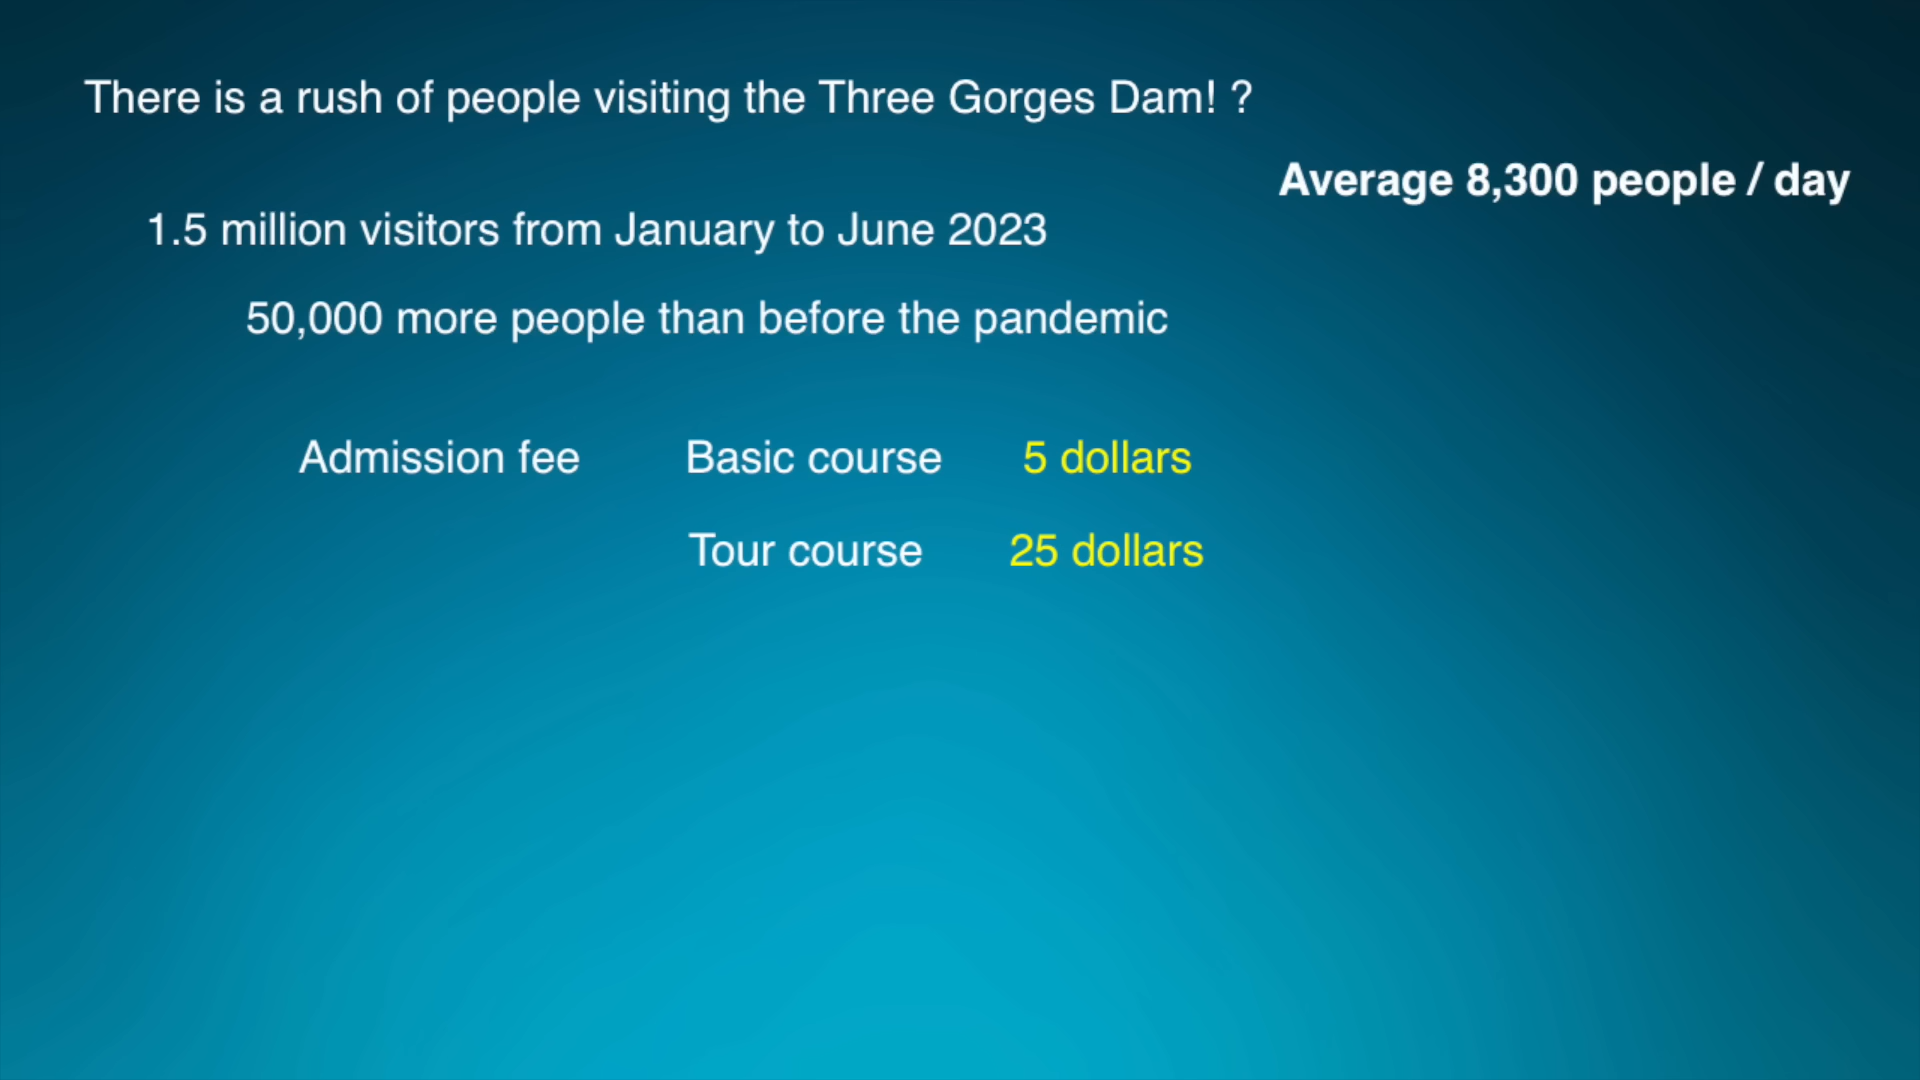 There is a rush of people visiting the Three Gorges Dam! ?
Average 8,300 people / day
1.5 million visitors from January to June 2023
50,000 more people than before the pandemic
Admission fee Basic course 5 dollars
Tour course 25 dollars